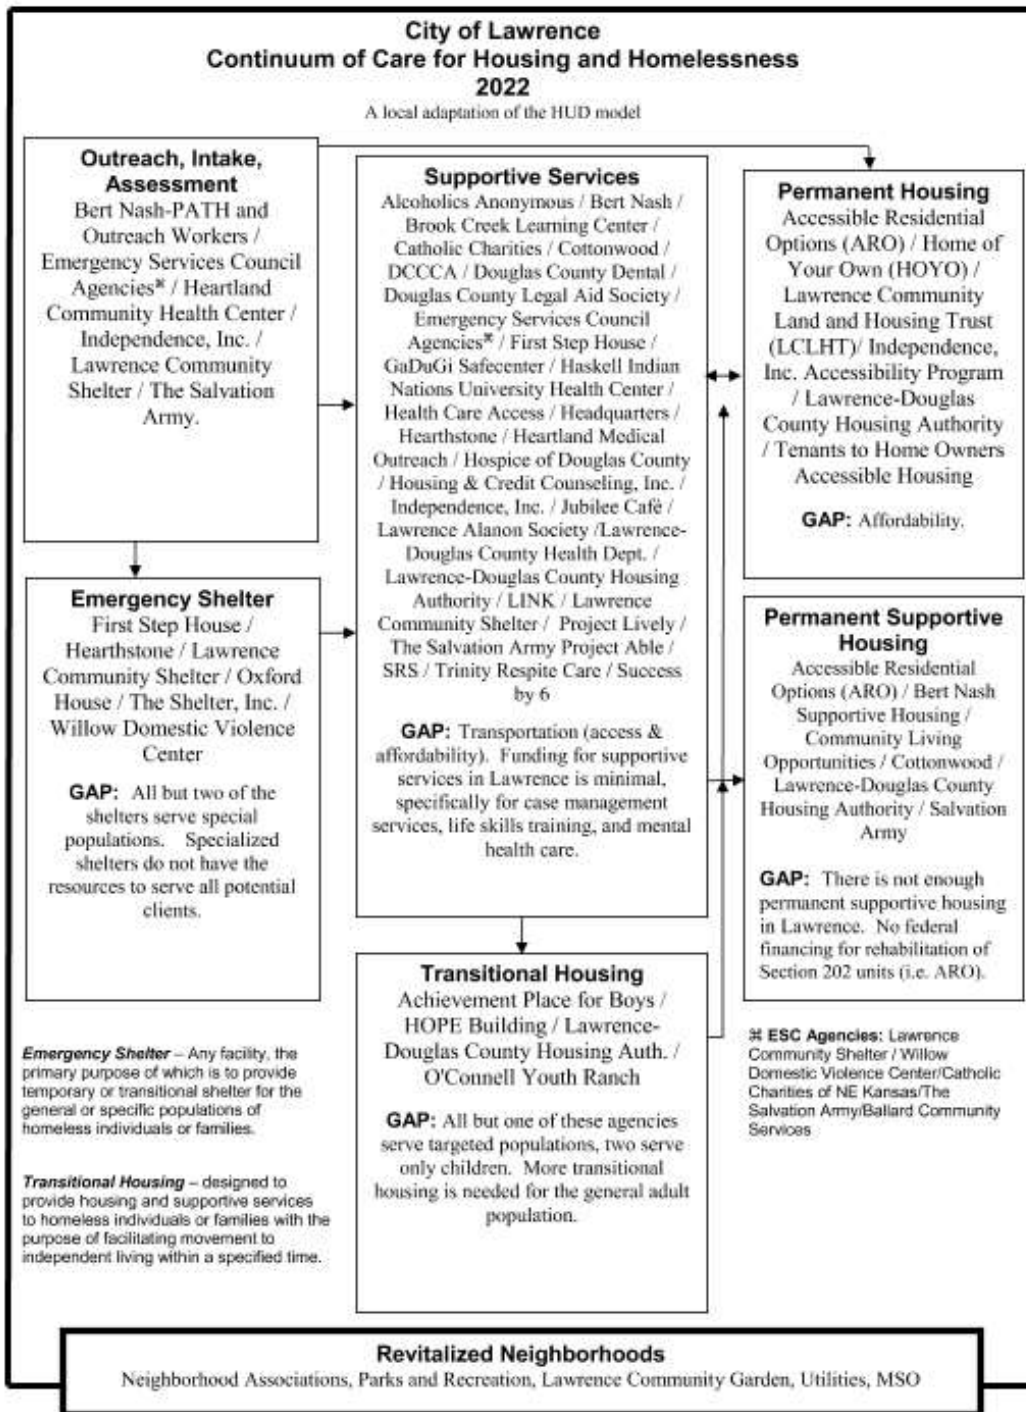 City of Lawrence
Continuum of Care for Housing and Homelessness
2022
A local adaptation of the HUD model
Outreach, Intake,
Assessment
Bert Nash-PATH and
Outreach Workers /
Emergency Services Council
Agencies⌘ / Heartland
Community Health Center /
Independence, Inc. /
Lawrence Community
Shelter / The Salvation
Army.
Emergency Shelter
First Step House /
Hearthstone / Lawrence
Community Shelter / Oxford
House / The Shelter, Inc. /
Willow Domestic Violence
Center
GAP: All but two of the
shelters serve special
populations. Specialized
shelters do not have the
resources to serve all potential
clients.
Emergency Shelter – Any facility, the
primary purpose of which is to provide
temporary or transitional shelter for the
general or specific populations of
homeless individuals or families.
Transitional Housing – designed to
provide housing and supportive services
to homeless individuals or families with the
purpose of facilitating movement to
independent living within a specified time.
Supportive Services
Alcoholics Anonymous / Bert Nash /
Brook Creek Learning Center /
Catholic Charities / Cottonwood /
DCCCA / Douglas County Dental /
Douglas County Legal Aid Society /
Emergency Services Council
Agencies⌘ / First Step House /
GaDuGi Safecenter / Haskell Indian
Nations University Health Center /
Health Care Access / Headquarters /
Hearthstone / Heartland Medical
Outreach / Hospice of Douglas County
/ Housing & Credit Counseling, Inc. /
Independence, Inc. / Jubilee Café /
Lawrence Alanon Society /Lawrence-
Douglas County Health Dept. /
Lawrence-Douglas County Housing
Authority / LINK / Lawrence
Community Shelter / Project Lively /
The Salvation Army Project Able /
SRS / Trinity Respite Care / Success
by 6
GAP: Transportation (access &
affordability). Funding for supportive
services in Lawrence is minimal,
specifically for case management
services, life skills training, and mental
health care.
Transitional Housing
Achievement Place for Boys /
HOPE Building / Lawrence-
Douglas County Housing Auth. /
O'Connell Youth Ranch
GAP: All but one of these agencies
serve targeted populations, two serve
only children. More transitional
housing is needed for the general adult
population.
Permanent Housing
Accessible Residential
Options (ARO) / Home of
Your Own (HOYO) /
Lawrence Community
Land and Housing Trust
(LCLHT)/ Independence,
Inc. Accessibility Program
/ Lawrence-Douglas
County Housing Authority
/ Tenants to Home Owners
Accessible Housing
GAP: Affordability.
Permanent Supportive
Housing
Accessible Residential
Options (ARO) / Bert Nash
Supportive Housing /
Community Living
Opportunities / Cottonwood /
Lawrence-Douglas County
Housing Authority / Salvation
Army
GAP: There is not enough
permanent supportive housing
in Lawrence. No federal
financing for rehabilitation of
Section 202 units (i.e. ARO).
⌘ ESC Agencies: Lawrence
Community Shelter / Willow
Domestic Violence Center/Catholic
Charities of NE Kansas/The
Salvation Army/Ballard Community
Services
Revitalized Neighborhoods
Neighborhood Associations, Parks and Recreation, Lawrence Community Garden, Utilities, MSO